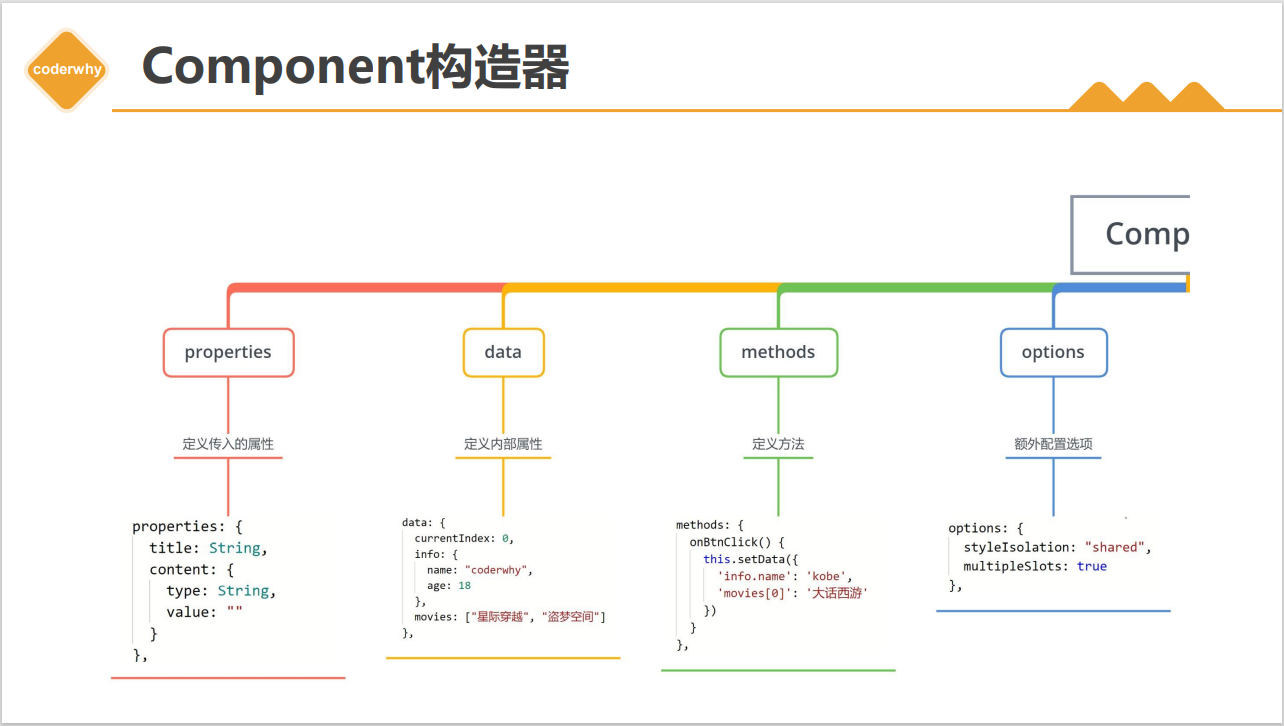 coderwhy
Component构造器
Comp
properties
data
methods
options
定义传入的属性
定义内部属性
定义方法
额外配置选项
properties: {
title: String,
content: {
type: String,
value: ""
}
},
data: {
currentIndex: 0,
info: {
name: "coderwhy",
age: 18
},
movies: ["星际穿越", "盗梦空间"]
},
methods: {
onBtnClick() {
this.setData({
'info.name': 'kobe',
'movies[0]': '大话西游'
})
}
},
options: {
styleIsolation: "shared",
multipleSlots: true
},